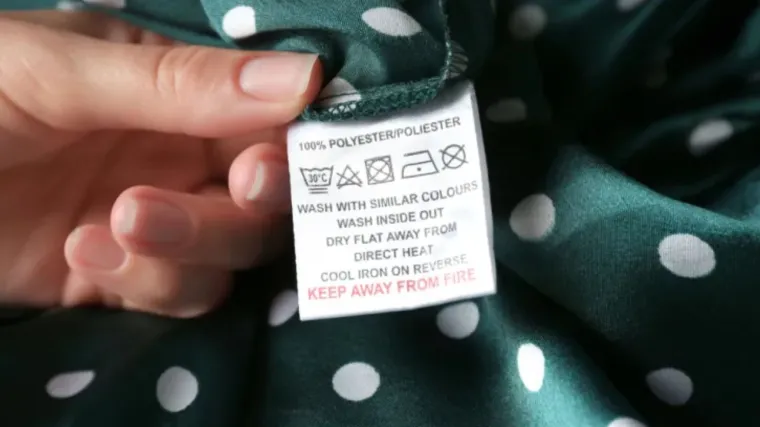 100% POLYESTER/POLIESTER
30°C
WASH WITH SIMILAR COLOURS
WASH INSIDE OUT
DRY FLAT AWAY FROM
DIRECT HEAT
COOL IRON ON REVERSE
KEEP AWAY FROM FIRE